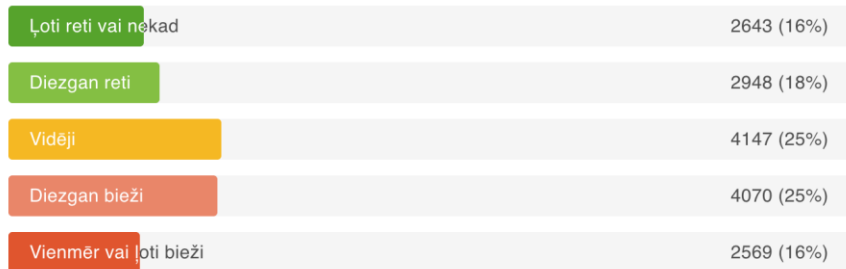 Ļoti reti vai nekad 2643 (16%)
Diezgan reti 2948 (18%)
Vidēji 4147 (25%)
Diezgan bieži 4070 (25%)
Vienmēr vai ļoti bieži 2569 (16%)